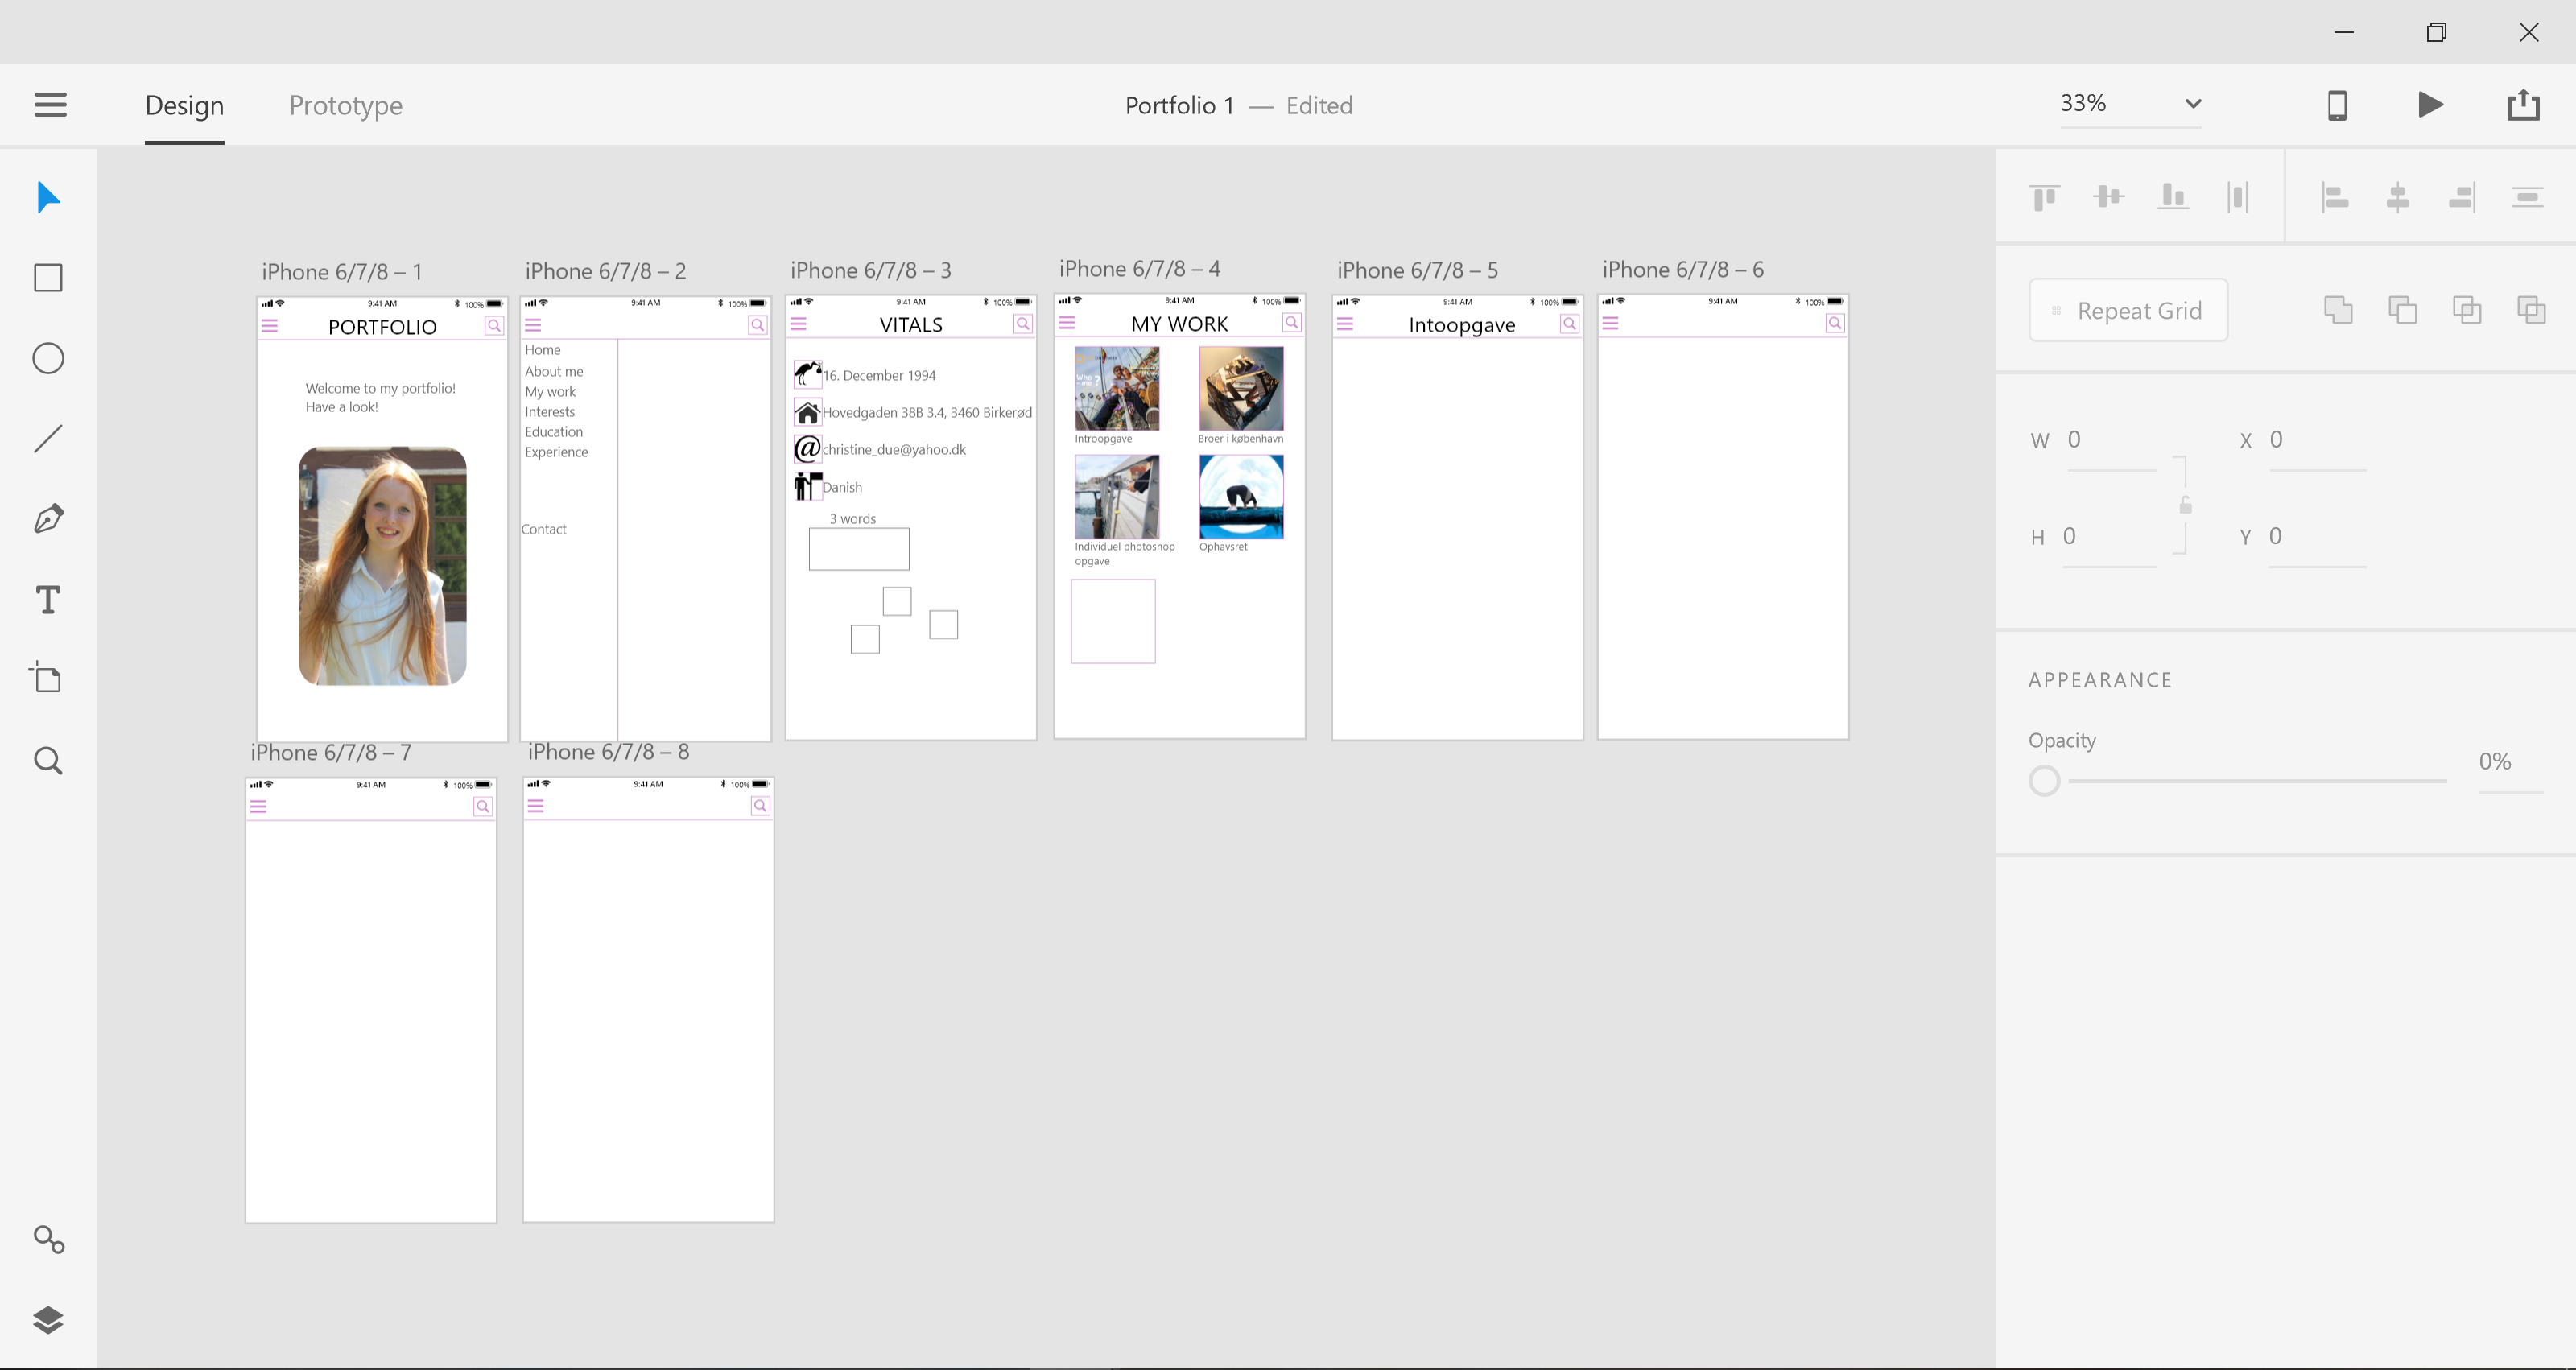 Design
Prototype
Portfolio 1 — Edited
33%
iPhone 6/7/8 – 1
9:41 AM
100%
PORTFOLIO
Welcome to my portfolio!
Have a look!
iPhone 6/7/8 – 2
9:41 AM
100%
Home
About me
My work
Interests
Education
Experience
Contact
iPhone 6/7/8 – 3
9:41 AM
100%
VITALS
16. December 1994
Hovedgaden 38B 3.4, 3460 Birkerød
@
christine_due@yahoo.dk
Danish
3 words
iPhone 6/7/8 – 4
9:41 AM
100%
MY WORK
Who
- me ?
Introopgave
Broer i københavn
Individuel photoshop
opgave
Ophavsret
iPhone 6/7/8 – 5
9:41 AM
100%
Intoopgave
iPhone 6/7/8 – 6
9:41 AM
100%
iPhone 6/7/8 – 7
9:41 AM
100%
iPhone 6/7/8 – 8
9:41 AM
100%
Repeat Grid
W 0
X 0
H 0
Y 0
APPEARANCE
Opacity
0%